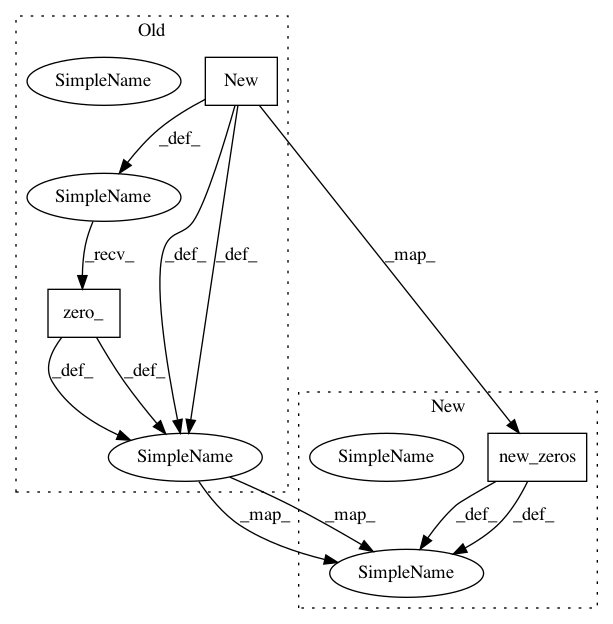 Old
SimpleName
New
_def_
SimpleName
_recv_
_def_
_def_
_map_
zero_
_def_
_def_
New
SimpleName
SimpleName
new_zeros
_map_
_map_
_def_
_def_
SimpleName